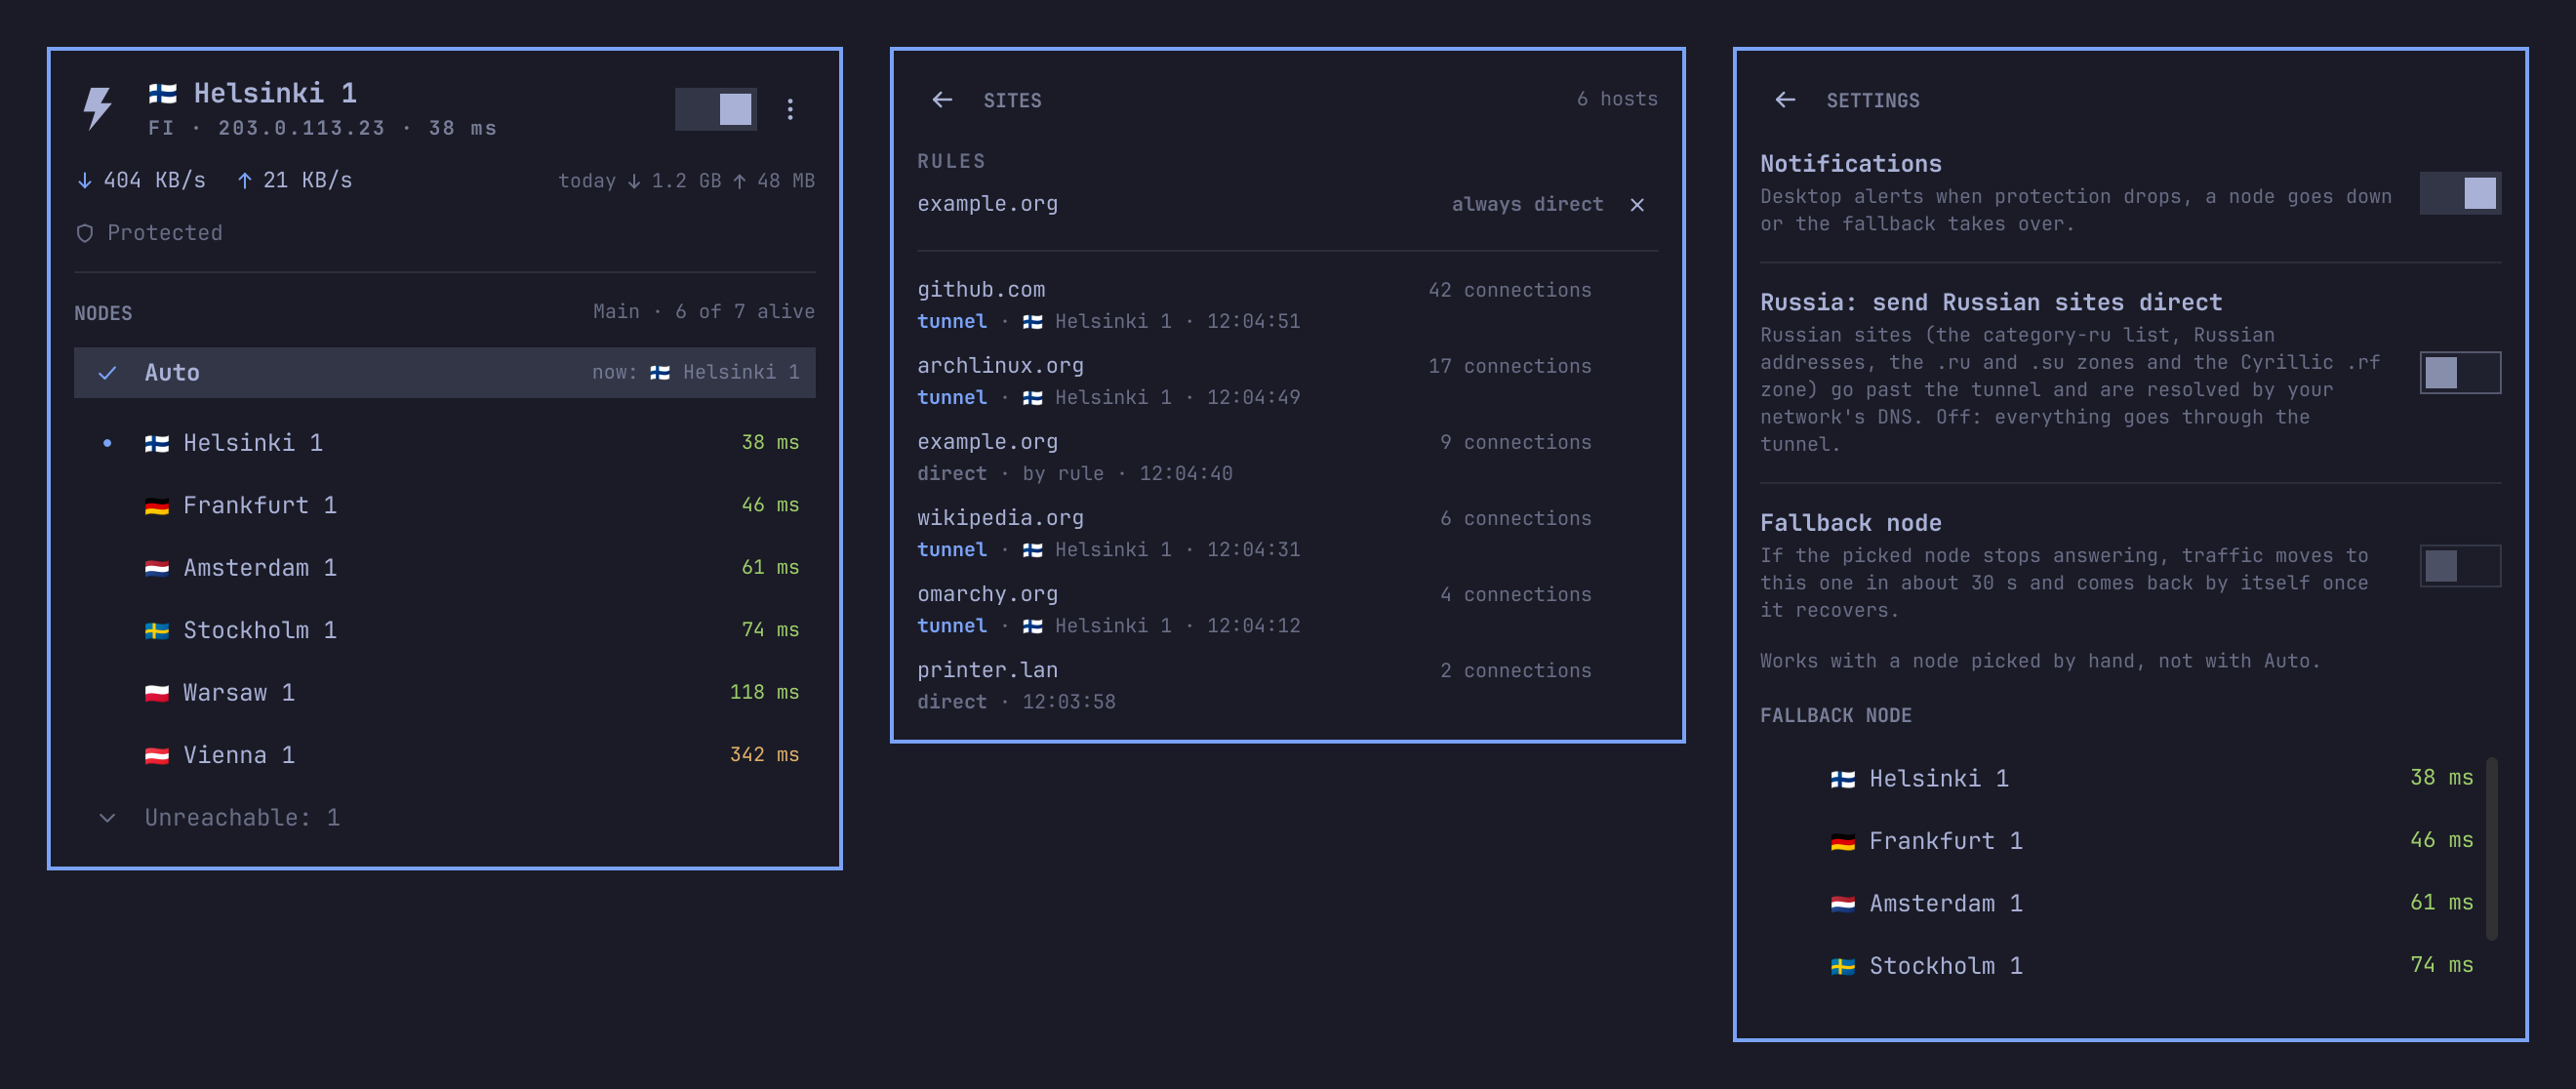 Helsinki 1
FI · 203.0.113.23 · 38 ms
404 KB/s 21 KB/s today 1.2 GB 48 MB
Protected
NODES Main · 6 of 7 alive
Auto now: Helsinki 1
Helsinki 1 38 ms
Frankfurt 1 46 ms
Amsterdam 1 61 ms
Stockholm 1 74 ms
Warsaw 1 118 ms
Vienna 1 342 ms
Unreachable: 1
SITES 6 hosts
RULES
example.org always direct
github.com 42 connections
tunnel · Helsinki 1 · 12:04:51
archlinux.org 17 connections
tunnel · Helsinki 1 · 12:04:49
example.org 9 connections
direct · by rule · 12:04:40
wikipedia.org 6 connections
tunnel · Helsinki 1 · 12:04:31
omarchy.org 4 connections
tunnel · Helsinki 1 · 12:04:12
printer.lan 2 connections
direct · 12:03:58
SETTINGS
Notifications
Desktop alerts when protection drops, a node goes down
or the fallback takes over.
Russia: send Russian sites direct
Russian sites (the category-ru list, Russian
addresses, the .ru and .su zones and the Cyrillic .rf
zone) go past the tunnel and are resolved by your
network's DNS. Off: everything goes through the
tunnel.
Fallback node
If the picked node stops answering, traffic moves to
this one in about 30 s and comes back by itself once
it recovers.
Works with a node picked by hand, not with Auto.
FALLBACK NODE
Helsinki 1 38 ms
Frankfurt 1 46 ms
Amsterdam 1 61 ms
Stockholm 1 74 ms